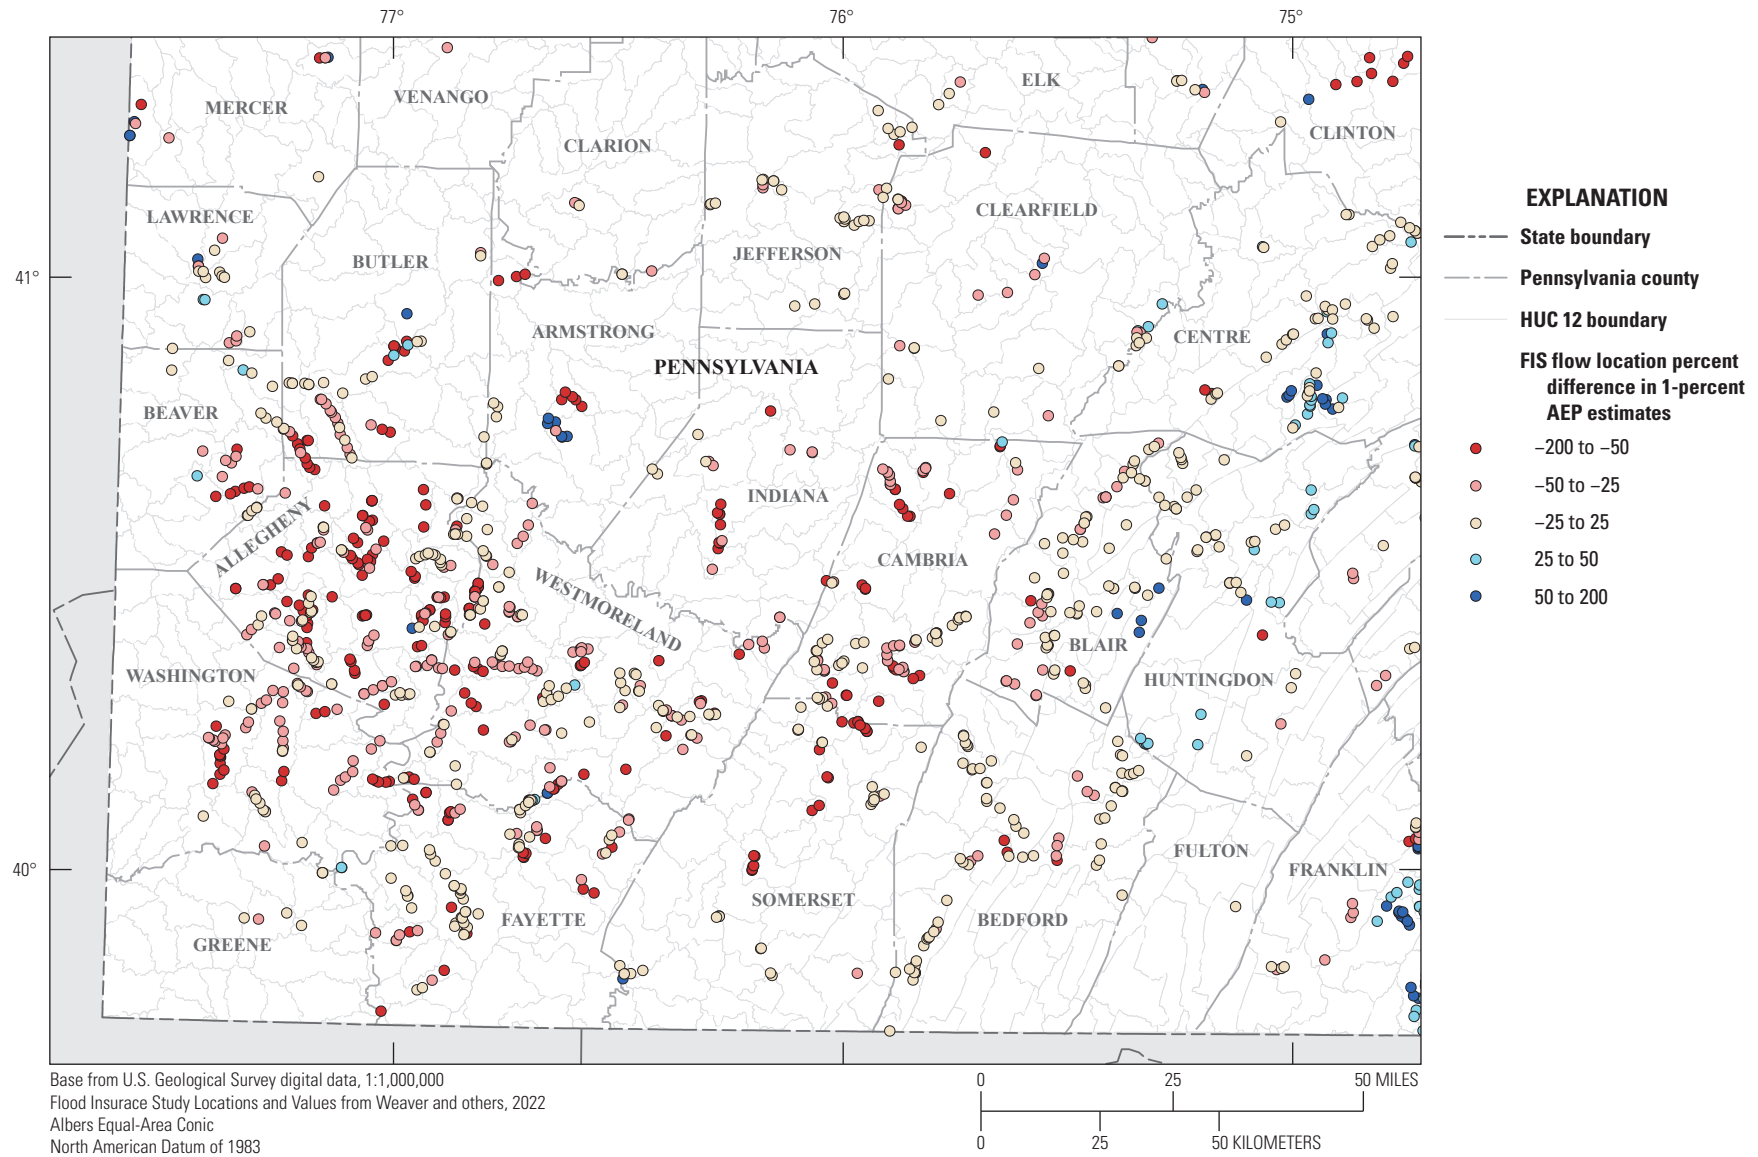 77°
76°
75°
MERCER
VENANGO
CLARION
ELK
CLINTON
LAWRENCE
BUTLER
JEFFERSON
CLEARFIELD
41°
ARMSTRONG
CENTRE
PENNSYLVANIA
BEAVER
INDIANA
ALLEGHENY
CAMBRIA
WESTMORELAND
BLAIR
WASHINGTON
HUNTINGDON
40°
FULTON
FRANKLIN
SOMERSET
BEDFORD
FAYETTE
GREENE
EXPLANATION
State boundary
Pennsylvania county
HUC 12 boundary
FIS flow location percent
difference in 1-percent
AEP estimates
−200 to −50
−50 to −25
−25 to 25
25 to 50
50 to 200
Base from U.S. Geological Survey digital data, 1:1,000,000
Flood Insurace Study Locations and Values from Weaver and others, 2022
Albers Equal-Area Conic
North American Datum of 1983
0 25 50 MILES
0 25 50 KILOMETERS